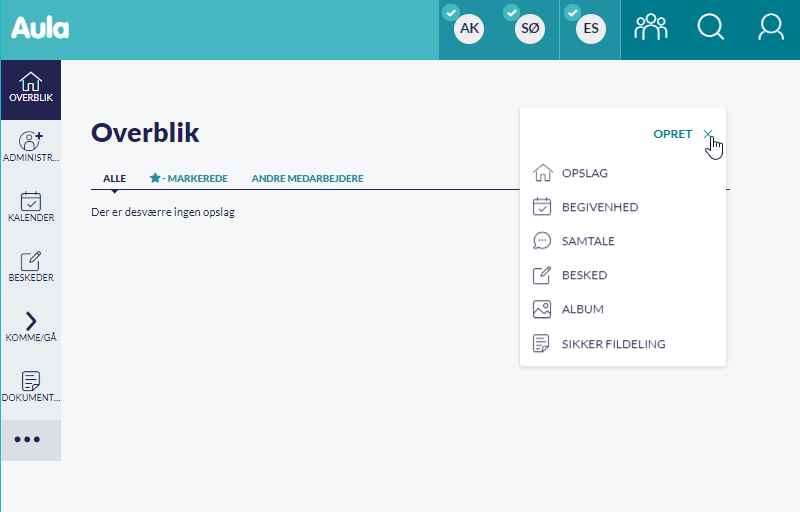 Aula
AK
SØ
ES
OVERBLIK
ADMINISTR...
KALENDER
BESKEDER
KOMME/GÅ
DOKUMENT...
Overblik
ALLE
- MARKEREDE
ANDRE MEDARBEJDERE
Der er desværre ingen opslag
OPRET
OPSLAG
BEGIVENHED
SAMTALE
BESKED
ALBUM
SIKKER FILDELING